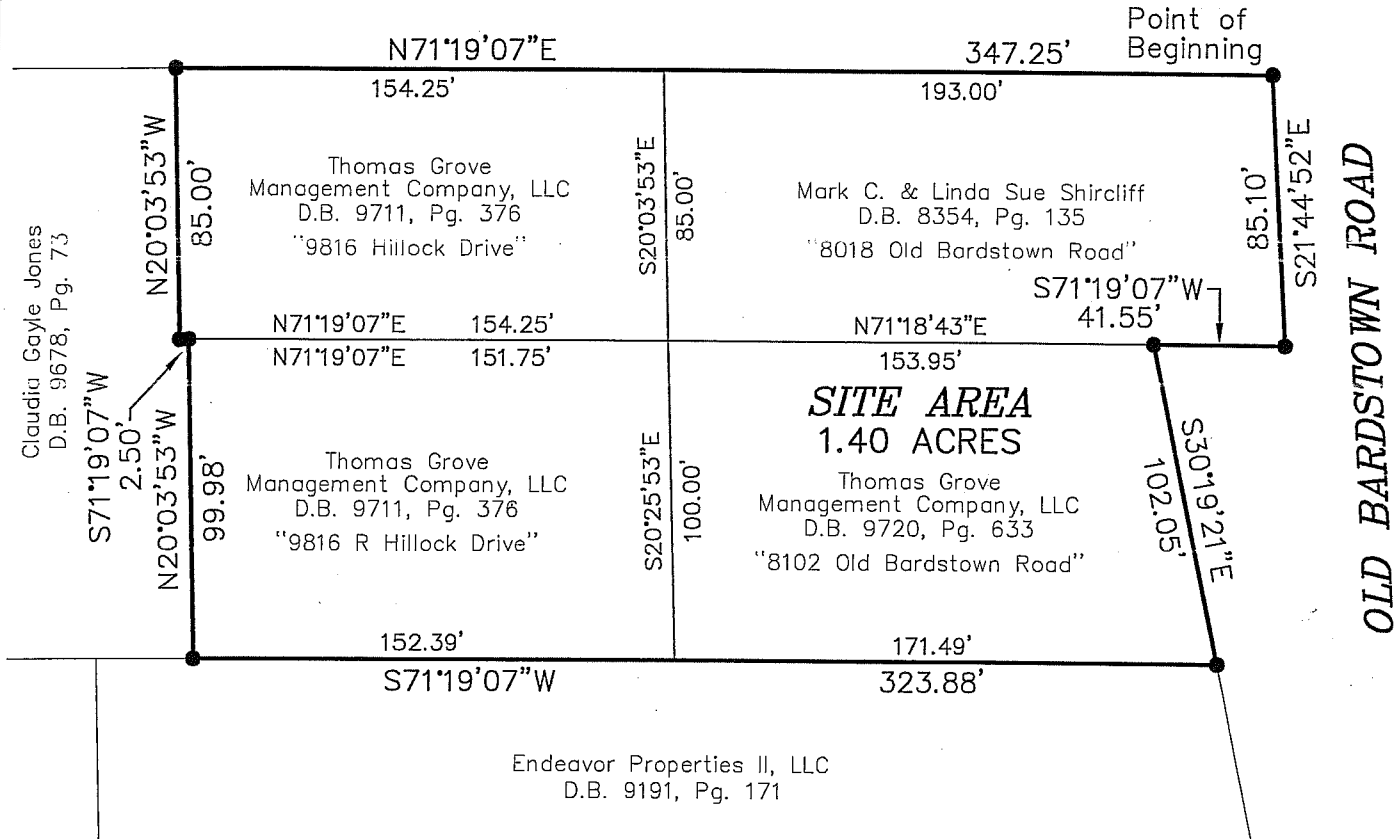 Point of
Beginning
N71°19'07"E
347.25'
154.25'
193.00'
N20°03'53"W
85.00'
Thomas Grove
Management Company, LLC
D.B. 9711, Pg. 376
"9816 Hillock Drive"
S20°03'53"E
85.00'
Mark C. & Linda Sue Shircliff
D.B. 8354, Pg. 135
"8018 Old Bardstown Road"
85.10'
S21°44'52"E
OLD BARDSTOWN ROAD
Claudia Gayle Jones
D.B. 9678, Pg. 73
S71°19'07"W
41.55'
N71°19'07"E 154.25'
N71°19'07"E 151.75'
N71°18'43"E
153.95'
S71°19'07"W
2.50'
N20°03'53"W
99.98'
SITE AREA
1.40 ACRES
Thomas Grove
Management Company, LLC
D.B. 9711, Pg. 376
"9816 R Hillock Drive"
S20°25'53"E
100.00'
Thomas Grove
Management Company, LLC
D.B. 9720, Pg. 633
"8102 Old Bardstown Road"
S30°19'21"E
102.05'
152.39'
171.49'
S71°19'07"W
323.88'
Endeavor Properties II, LLC
D.B. 9191, Pg. 171